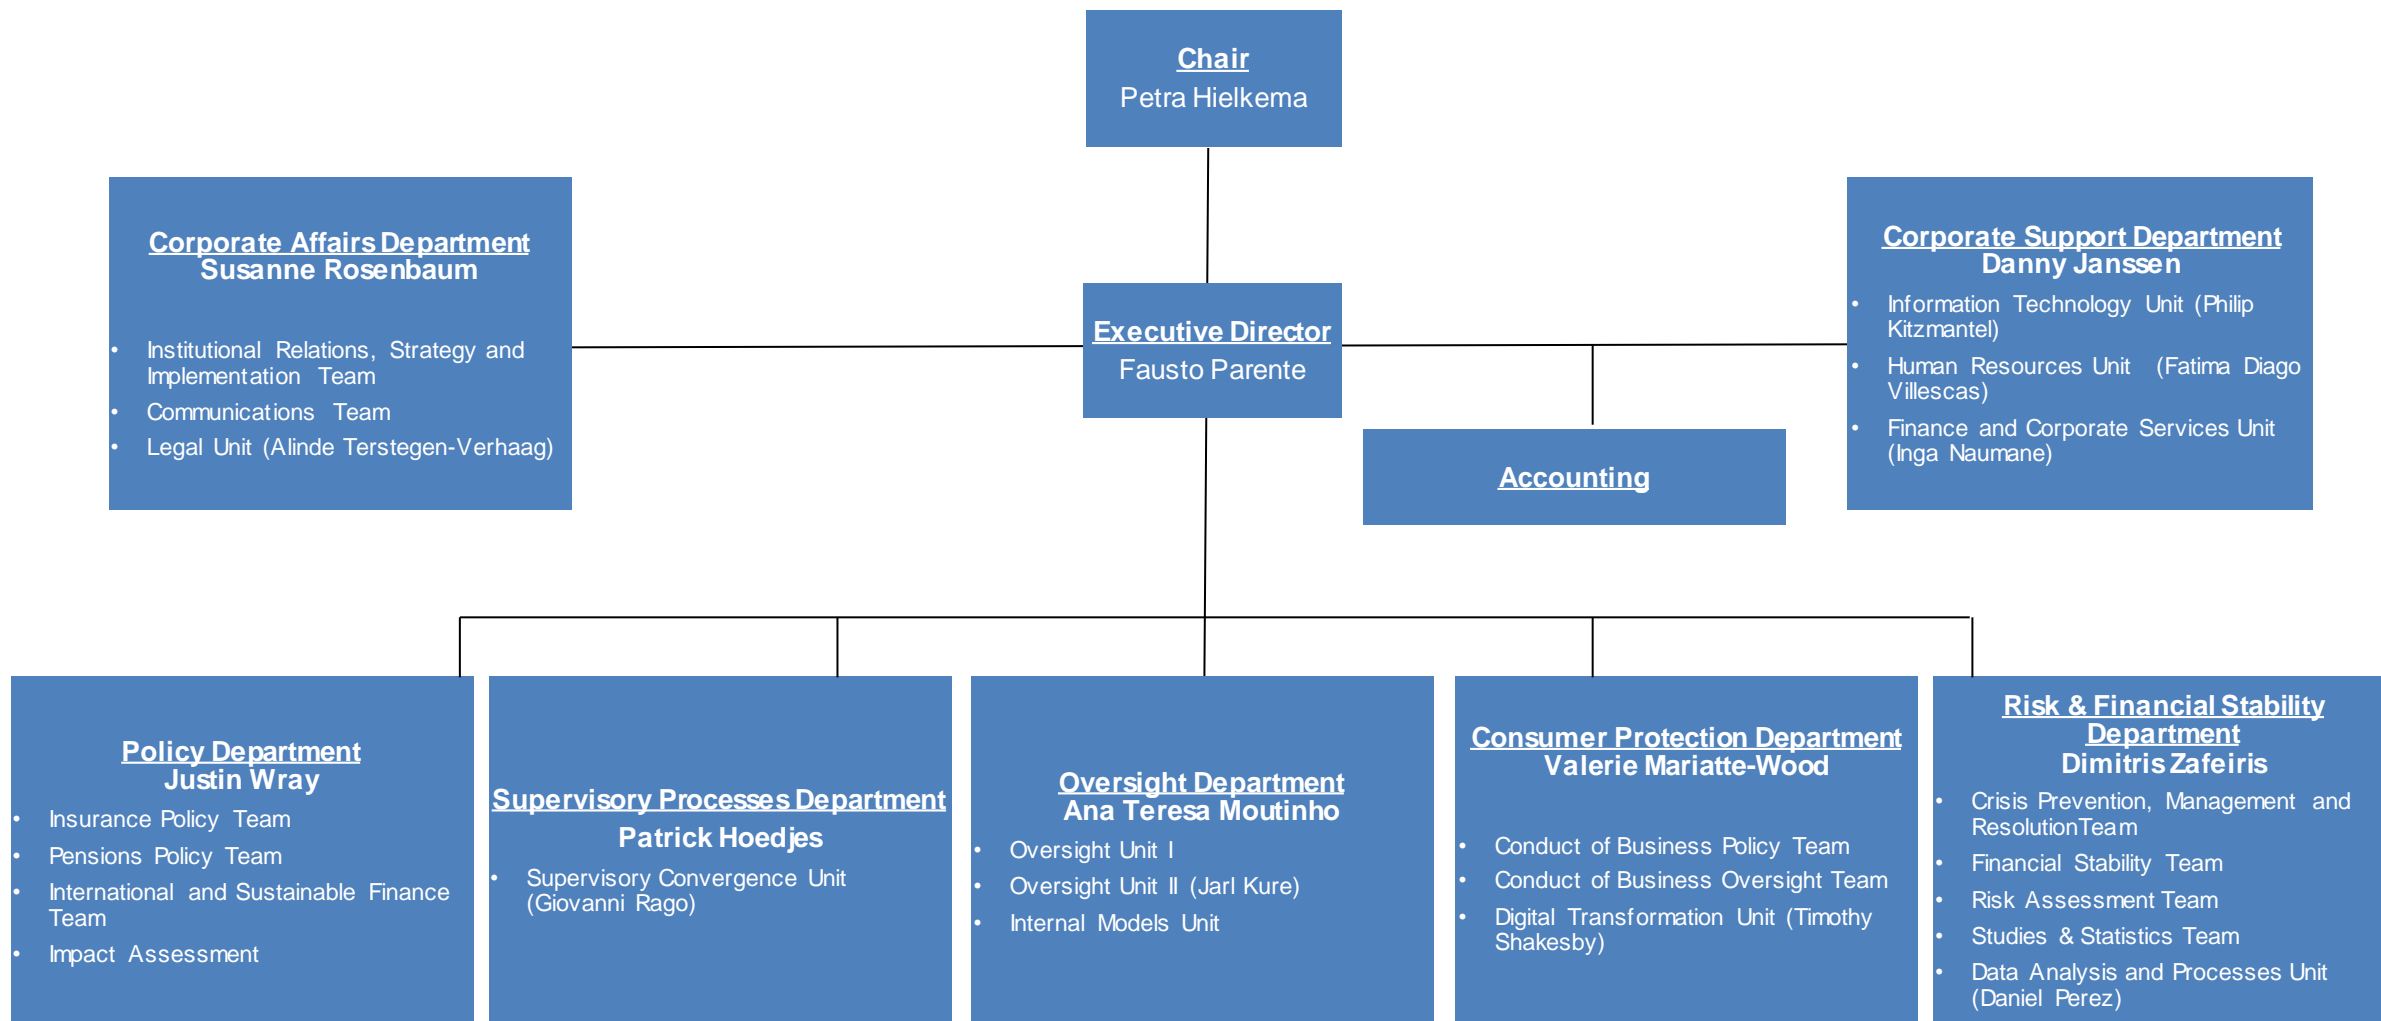 Chair
Petra Hielkema
Corporate Affairs Department
Susanne Rosenbaum
• Institutional Relations, Strategy and
Implementation Team
• Communications Team
• Legal Unit (Alinde Terstegen-Verhaag)
Executive Director
Fausto Parente
Corporate Support Department
Danny Janssen
• Information Technology Unit (Philip
Kitzmantel)
• Human Resources Unit (Fatima Diago
Villescas)
• Finance and Corporate Services Unit
(Inga Naumane)
Accounting
Policy Department
Justin Wray
• Insurance Policy Team
• Pensions Policy Team
• International and Sustainable Finance
Team
• Impact Assessment
Supervisory Processes Department
Patrick Hoedjes
• Supervisory Convergence Unit
(Giovanni Rago)
Oversight Department
Ana Teresa Moutinho
• Oversight Unit I
• Oversight Unit II (Jarl Kure)
• Internal Models Unit
Consumer Protection Department
Valerie Mariatte-Wood
• Conduct of Business Policy Team
• Conduct of Business Oversight Team
• Digital Transformation Unit (Timothy
Shakesby)
Risk & Financial Stability
Department
Dimitris Zafeiris
• Crisis Prevention, Management and
ResolutionTeam
• Financial Stability Team
• Risk Assessment Team
• Studies & Statistics Team
• Data Analysis and Processes Unit
(Daniel Perez)